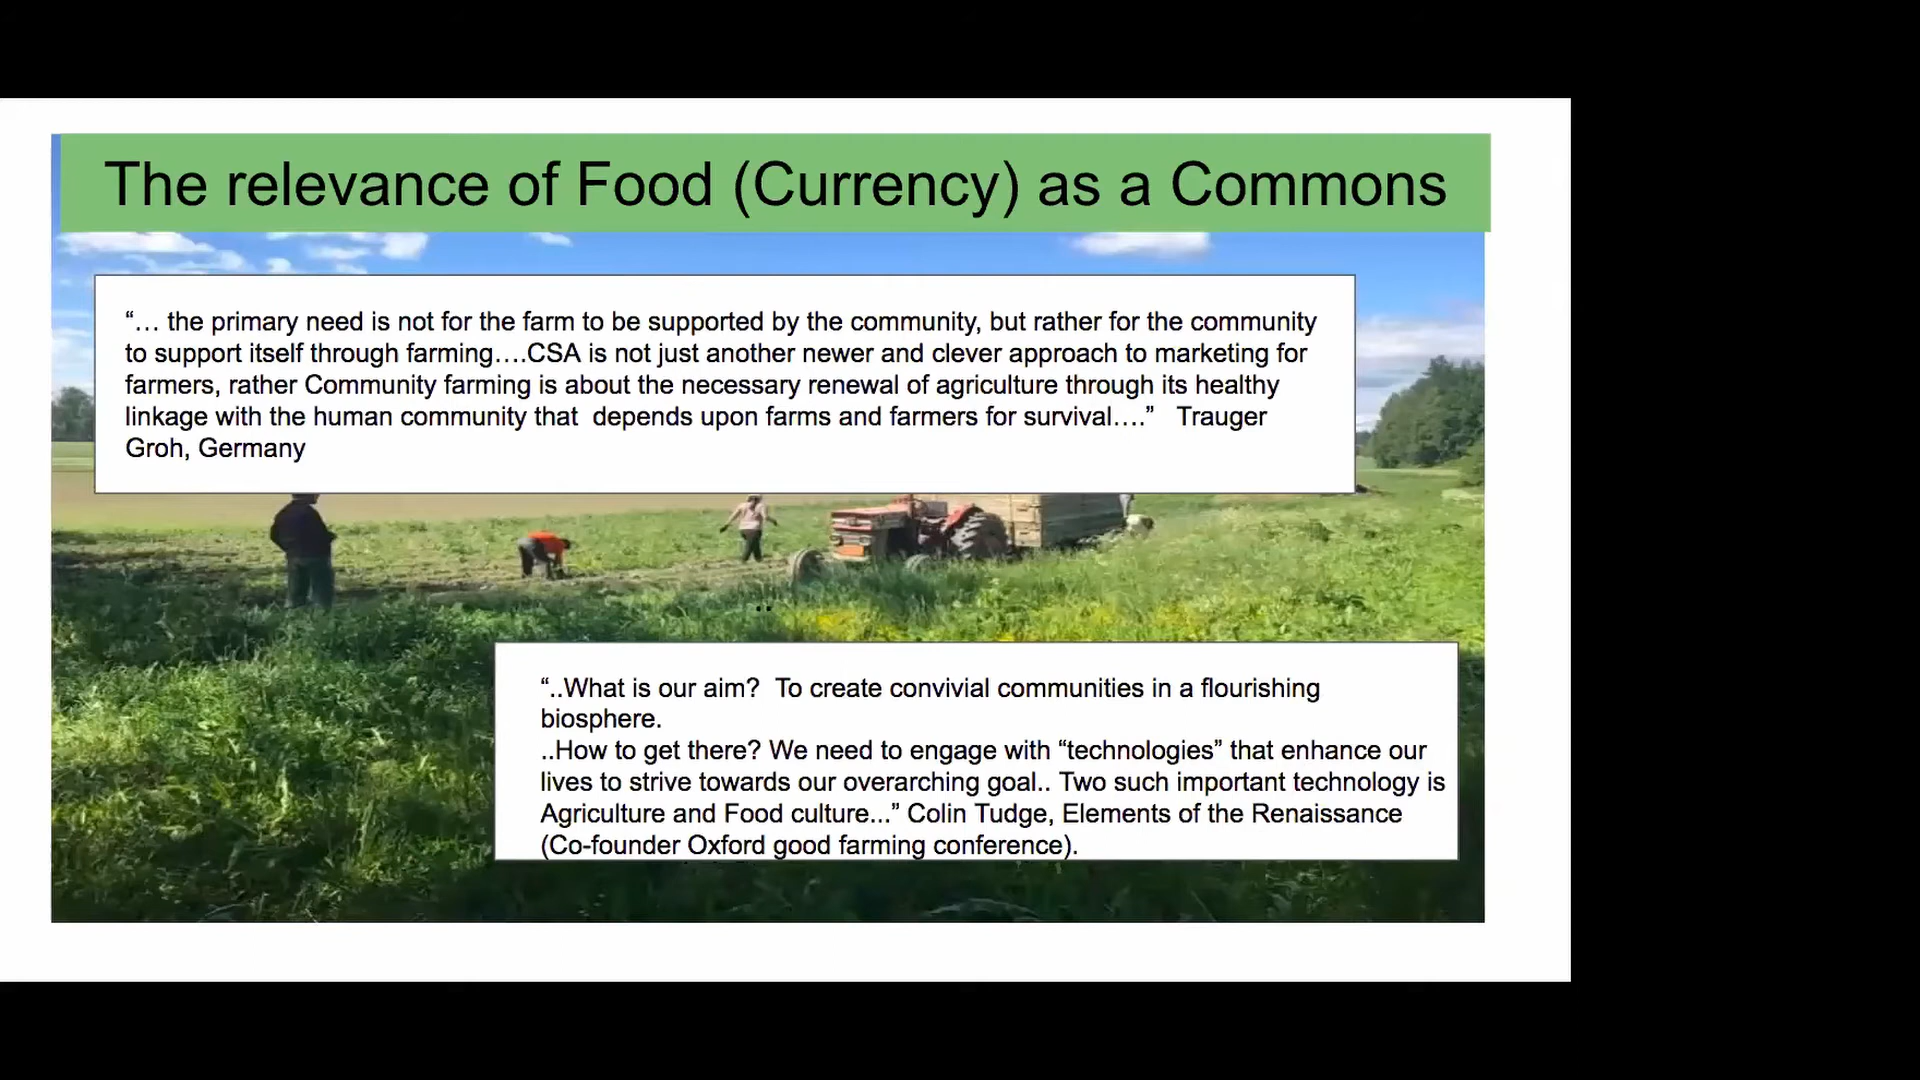 The relevance of Food (Currency) as a Commons
“… the primary need is not for the farm to be supported by the community, but rather for the community
to support itself through farming….CSA is not just another newer and clever approach to marketing for
farmers, rather Community farming is about the necessary renewal of agriculture through its healthy
linkage with the human community that  depends upon farms and farmers for survival….”   Trauger
Groh, Germany
..
“..What is our aim?  To create convivial communities in a flourishing
biosphere.
..How to get there? We need to engage with “technologies” that enhance our
lives to strive towards our overarching goal.. Two such important technology is
Agriculture and Food culture...” Colin Tudge, Elements of the Renaissance
(Co-founder Oxford good farming conference).